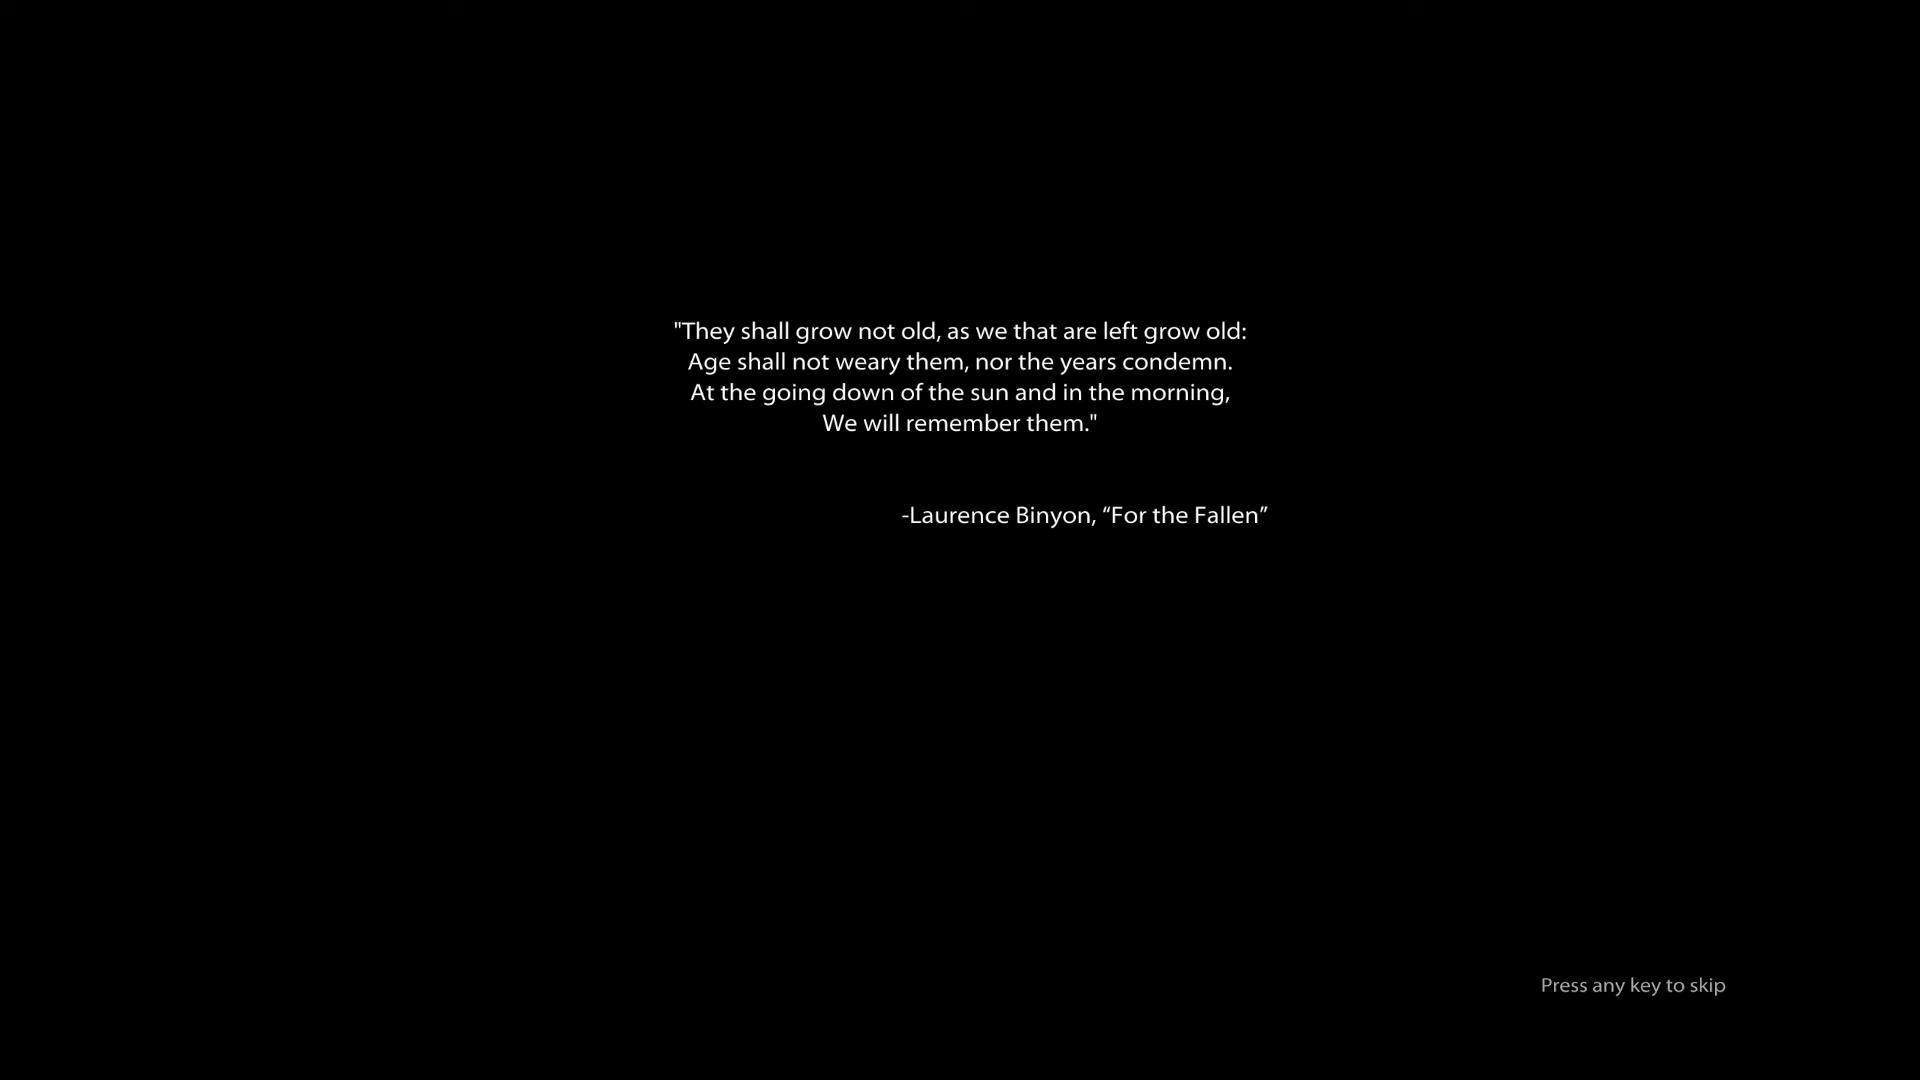 "They shall grow not old, as we that are left grow old:
Age shall not weary them, nor the years condemn.
At the going down of the sun and in the morning,
We will remember them."
-Laurence Binyon, “For the Fallen”
Press any key to skip